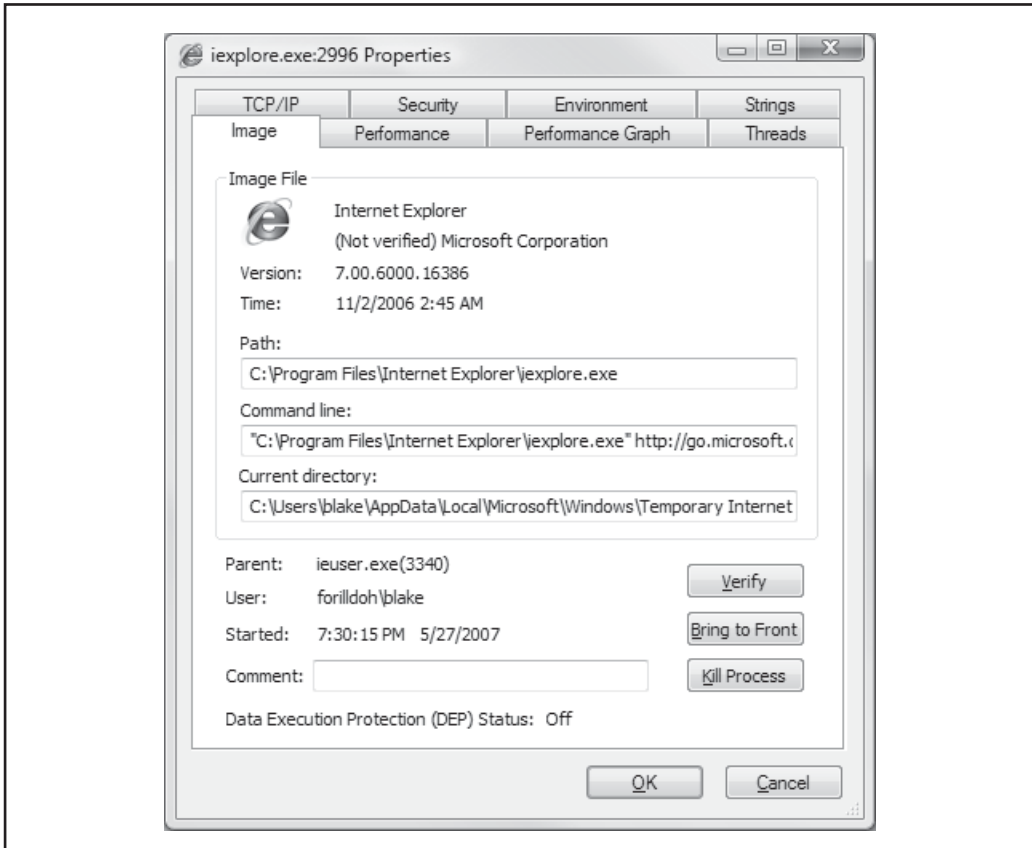 iexplore.exe:2996 Properties
TCP/IP Security Environment Strings
Image Performance Performance Graph Threads
Image File
Internet Explorer
(Not verified) Microsoft Corporation
Version: 7.00.6000.16386
Time: 11/2/2006 2:45 AM
Path:
C:\Program Files\Internet Explorer\iexplore.exe
Command line:
"C:\Program Files\Internet Explorer\iexplore.exe" http://go.microsoft.c
Current directory:
C:\Users\blake\AppData\Local\Microsoft\Windows\Temporary Internet
Parent: ieuser.exe(3340)
Verify
User: forilldoh\blake
Started: 7:30:15 PM 5/27/2007
Bring to Front
Comment:
Kill Process
Data Execution Protection (DEP) Status: Off
OK Cancel